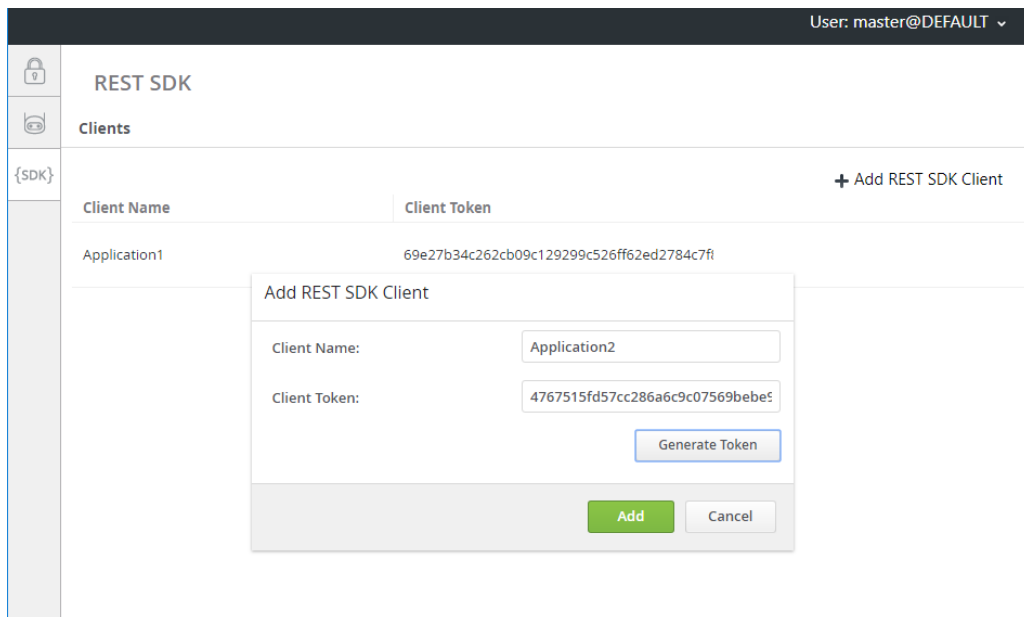 User: master@DEFAULT
REST SDK
Clients
{SDK}
+ Add REST SDK Client
Client Name Client Token
Application1 69e27b34c262cb09c129299c526ff62ed2784c7f
Add REST SDK Client
Client Name: Application2
Client Token: 4767515fd57cc286a6c9c07569bebe9
Generate Token
Add Cancel